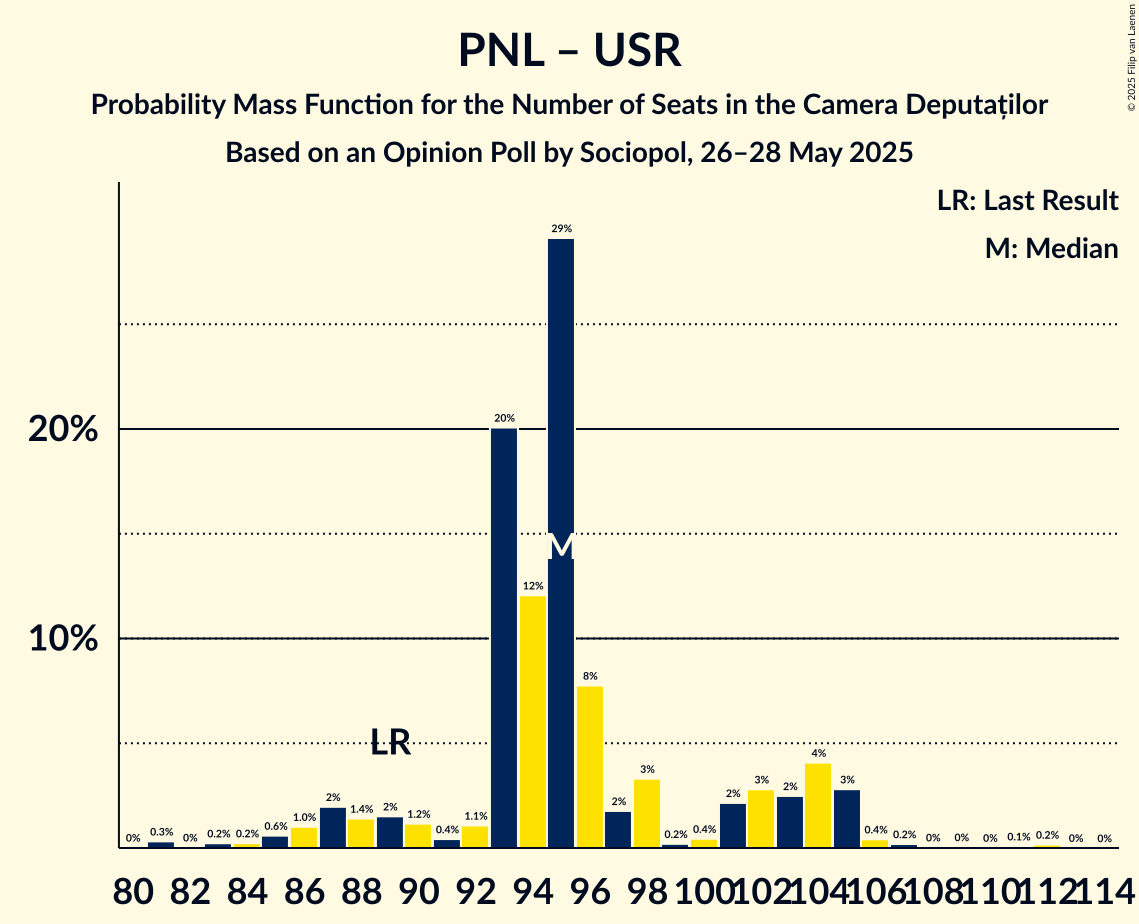 PNL – USR
Probability Mass Function for the Number of Seats in the Camera Deputaților
Based on an Opinion Poll by Sociopol, 26–28 May 2025
© 2025 Filip van Laenen
LR: Last Result
M: Median
20%
10%
0% 0.3% 0% 0.2% 0.2% 0.6% 1.0% 2% 1.4% 2% 1.2% 0.4% 1.1% 20% 12% 29% 8% 2% 3% 0.2% 0.4% 2% 3% 2% 4% 3% 0.4% 0.2% 0% 0% 0% 0.1% 0.2% 0% 0%
LR
M
80 82 84 86 88 90 92 94 96 98 100 102 104 106 108 110 112 114